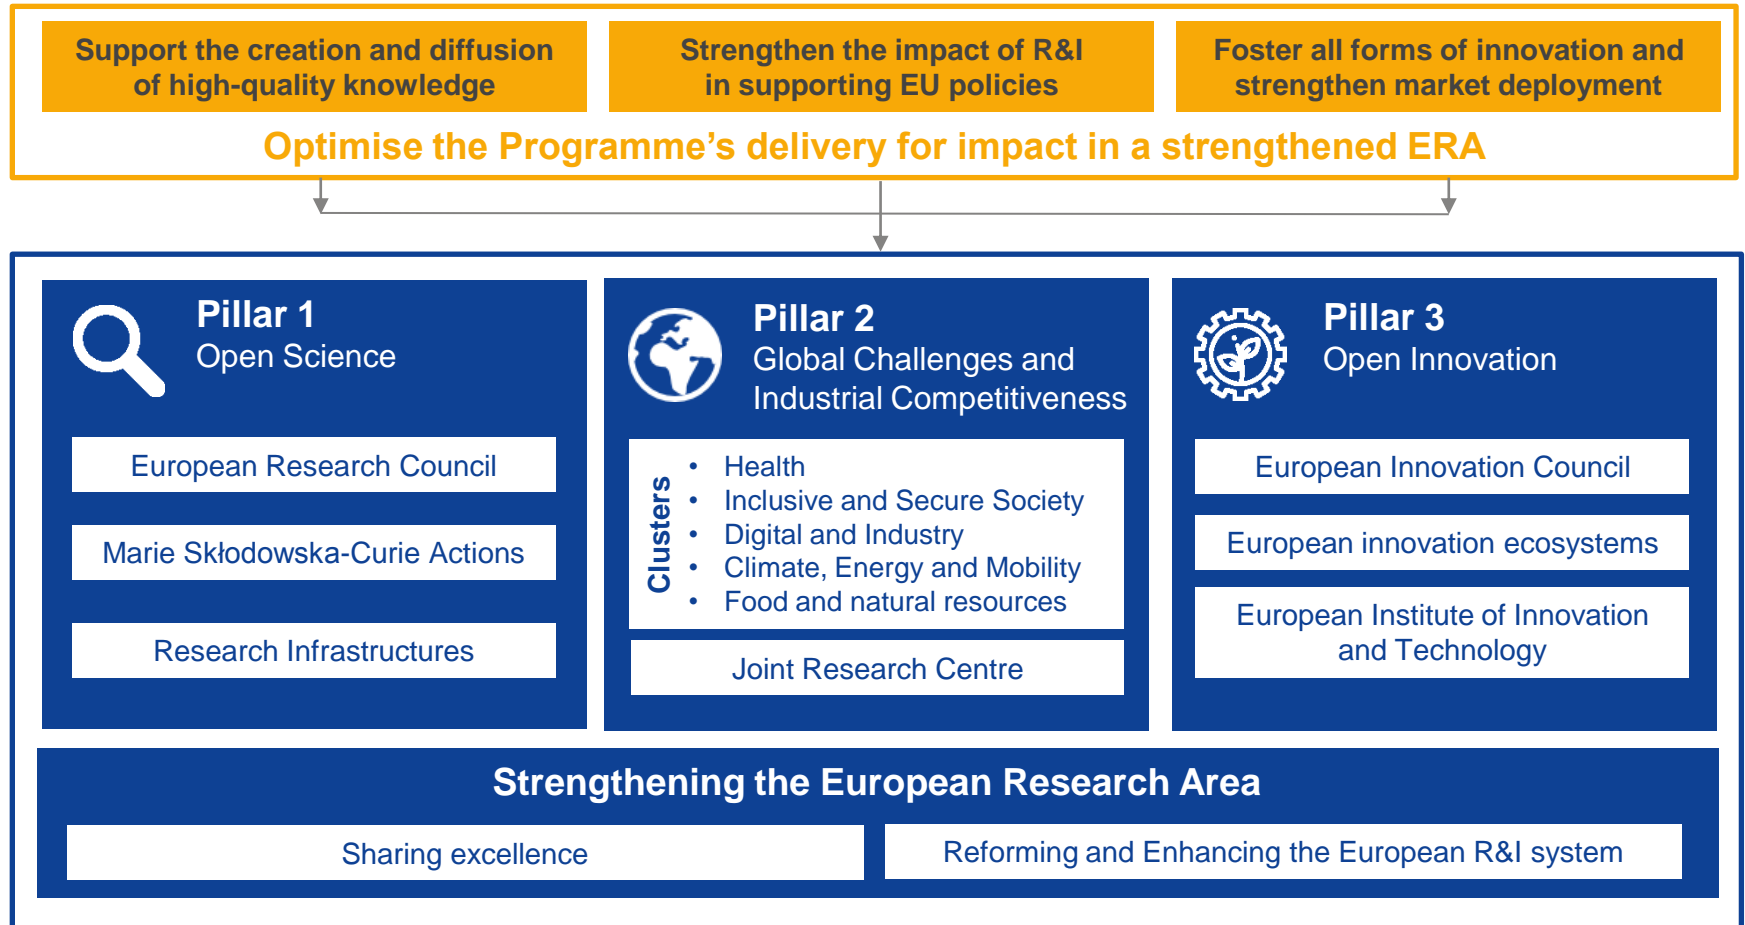 Support the creation and diffusion
of high-quality knowledge
Strengthen the impact of R&I
in supporting EU policies
Foster all forms of innovation and
strengthen market deployment
Optimise the Programme’s delivery for impact in a strengthened ERA
Pillar 1
Open Science
European Research Council
Marie Skłodowska-Curie Actions
Research Infrastructures
Pillar 2
Global Challenges and
Industrial Competitiveness
Clusters
• Health
• Inclusive and Secure Society
• Digital and Industry
• Climate, Energy and Mobility
• Food and natural resources
Joint Research Centre
Pillar 3
Open Innovation
European Innovation Council
European innovation ecosystems
European Institute of Innovation
and Technology
Strengthening the European Research Area
Sharing excellence
Reforming and Enhancing the European R&I system